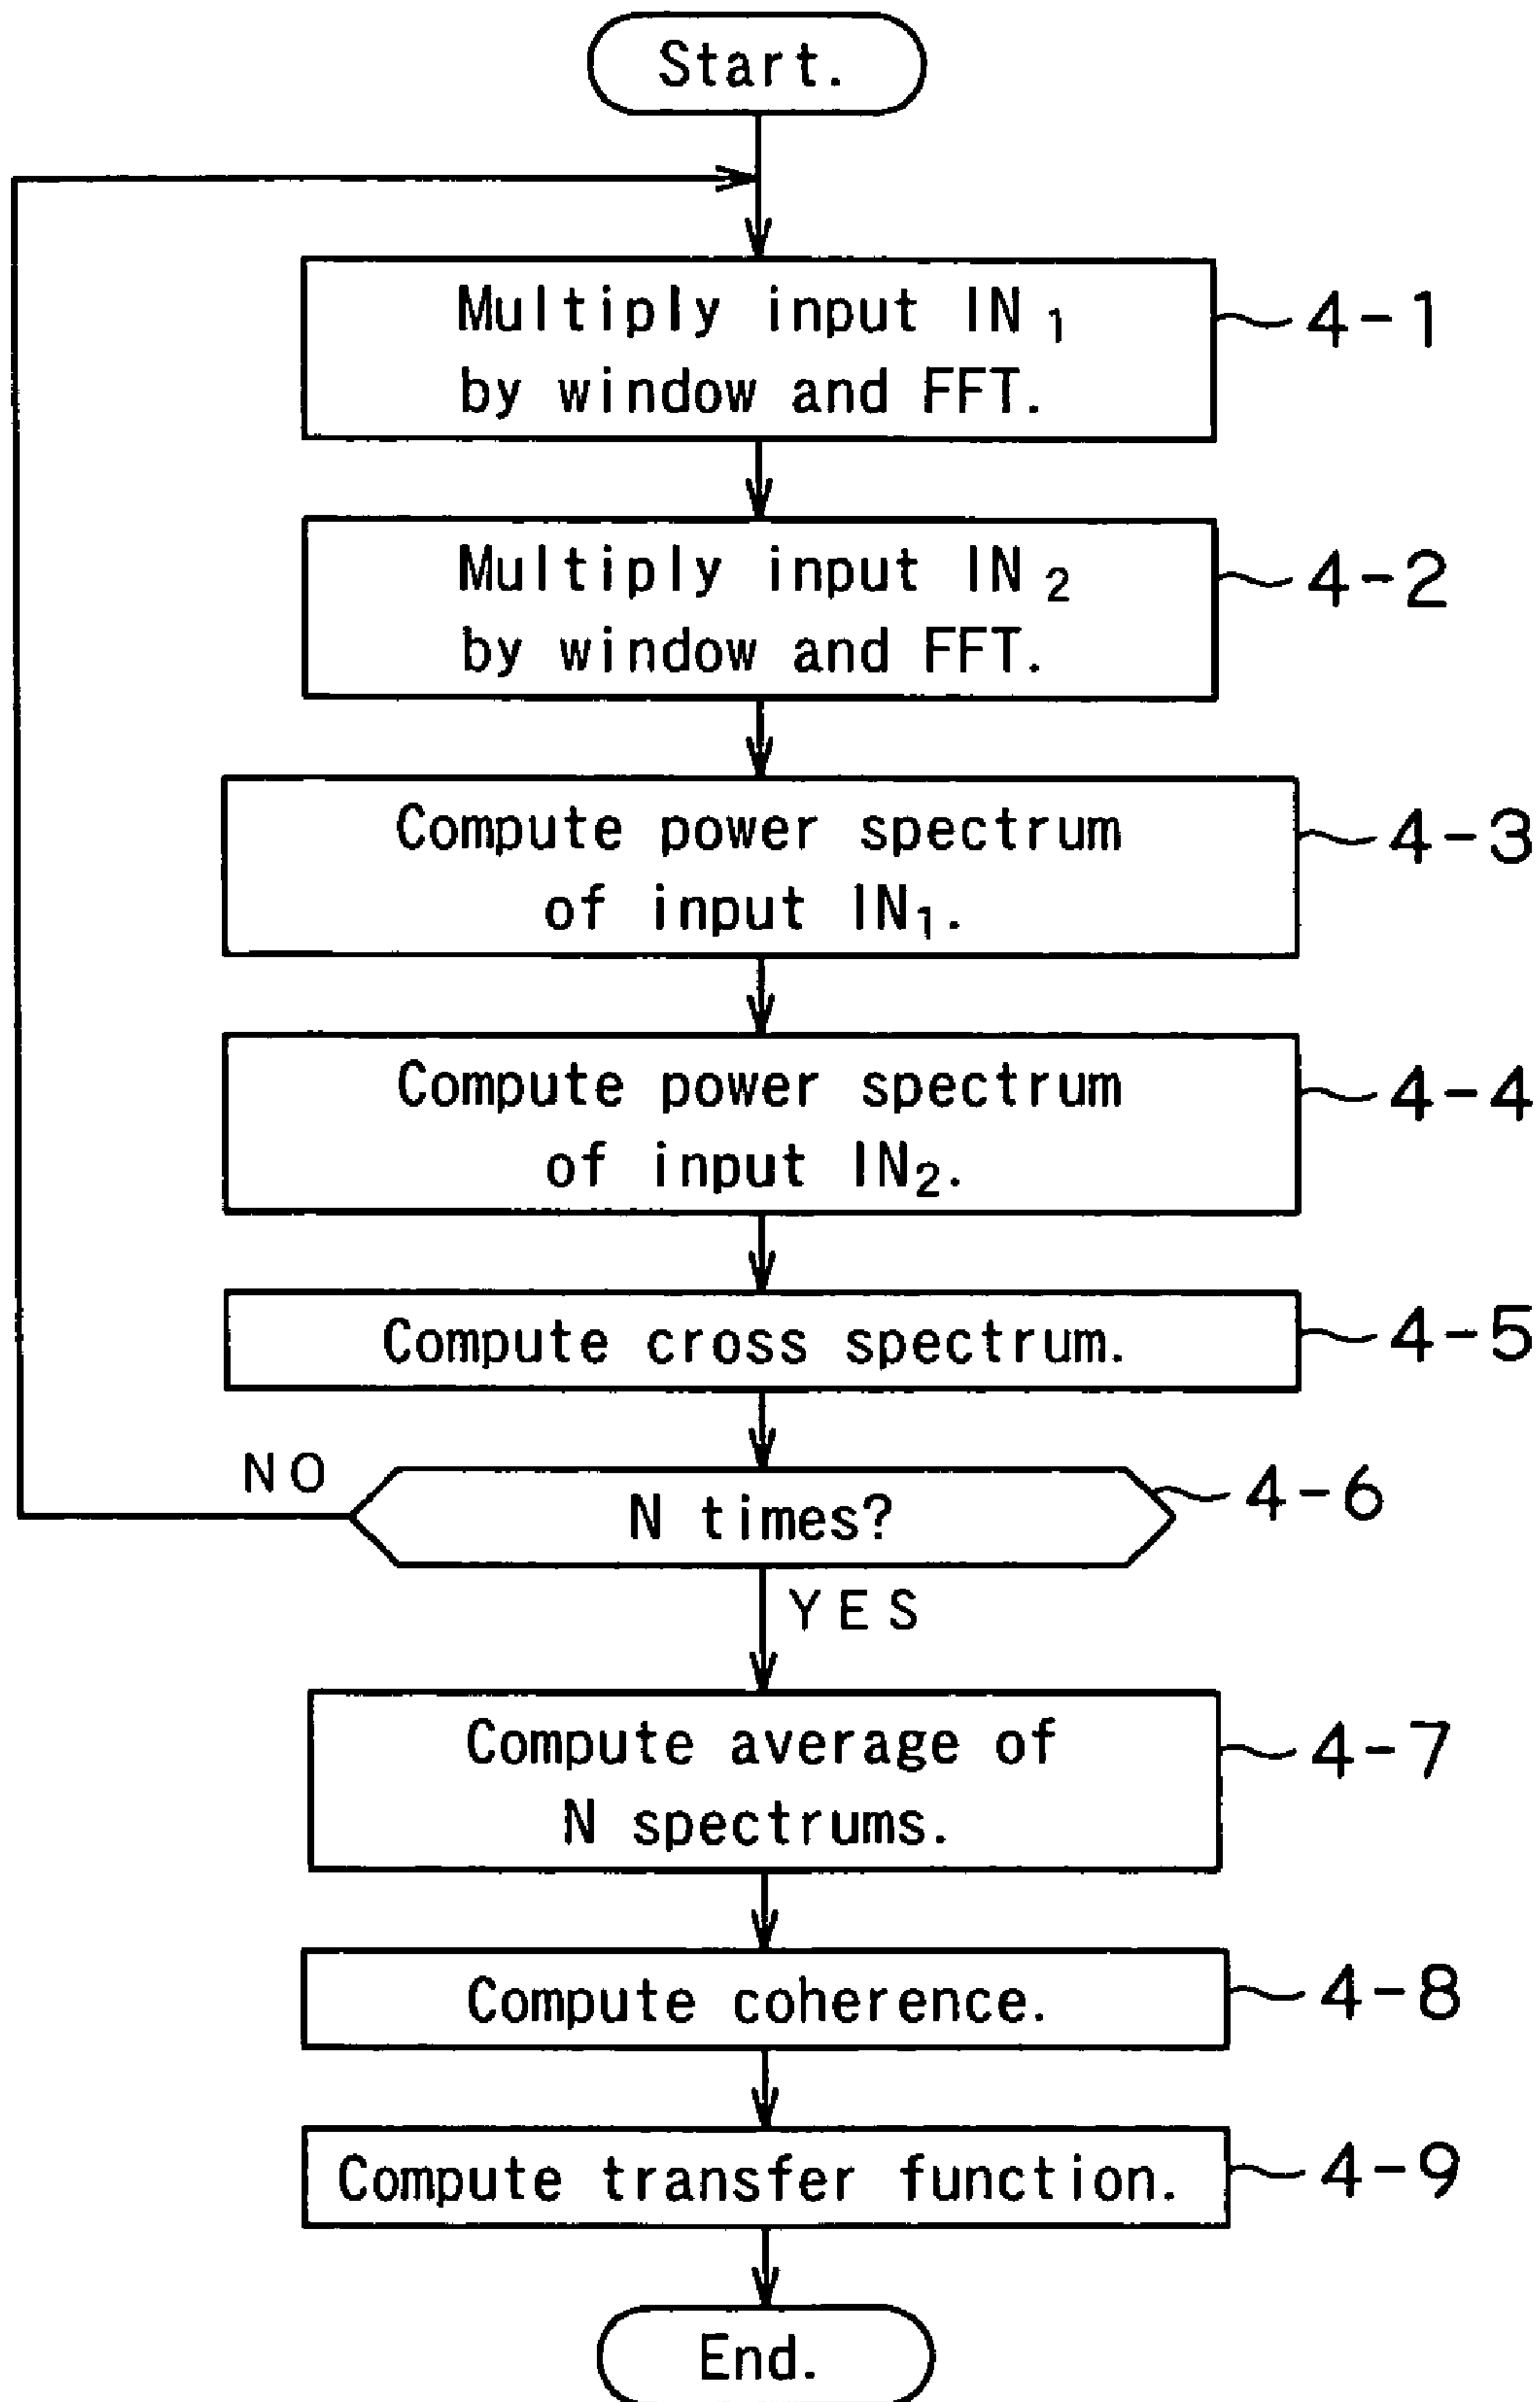 Start.
Multiply input IN₁
by window and FFT.
4-1
Multiply input IN₂
by window and FFT.
4-2
Compute power spectrum
of input IN₁.
4-3
Compute power spectrum
of input IN₂.
4-4
Compute cross spectrum.
4-5
NO
N times?
4-6
YES
Compute average of
N spectrums.
4-7
Compute coherence.
4-8
Compute transfer function.
4-9
End.